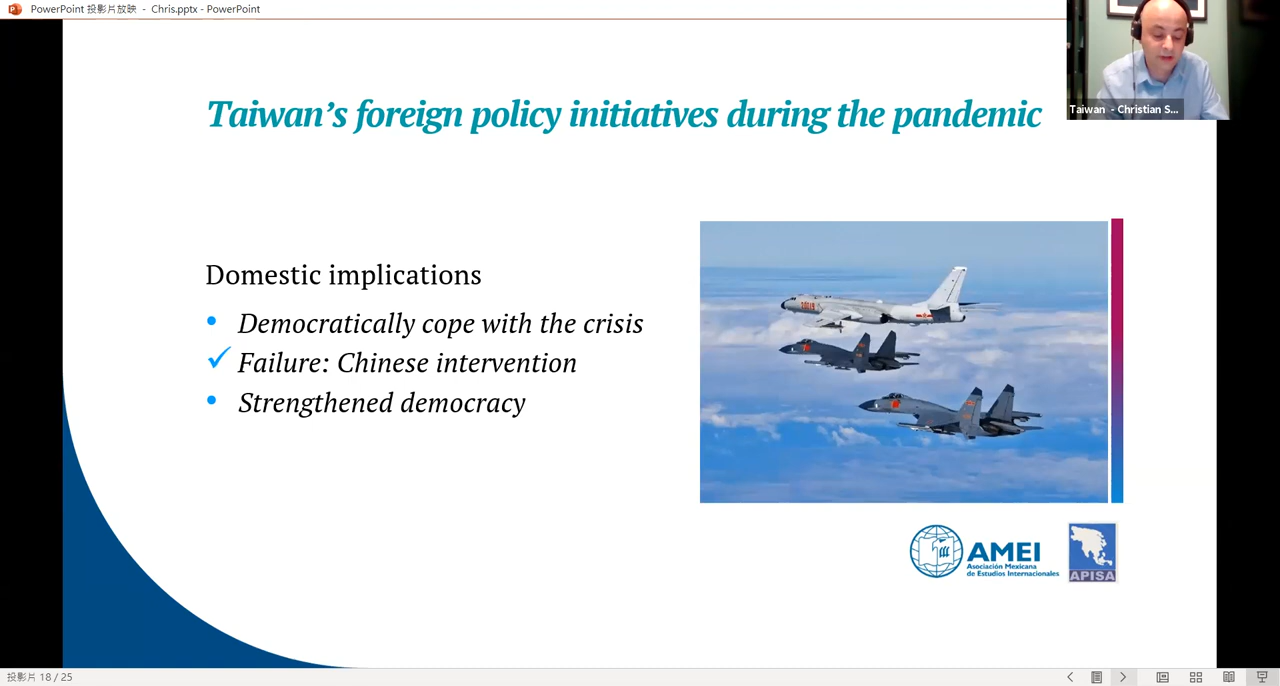 PowerPoint 投影片放映 - Chris.pptx - PowerPoint
Taiwan - Christian S...
Taiwan’s foreign policy initiatives during the pandemic
Domestic implications
Democratically cope with the crisis
Failure: Chinese intervention
Strengthened democracy
AMEI
Asociación Mexicana
de Estudios Internacionales
APISA
投影片 18 / 25